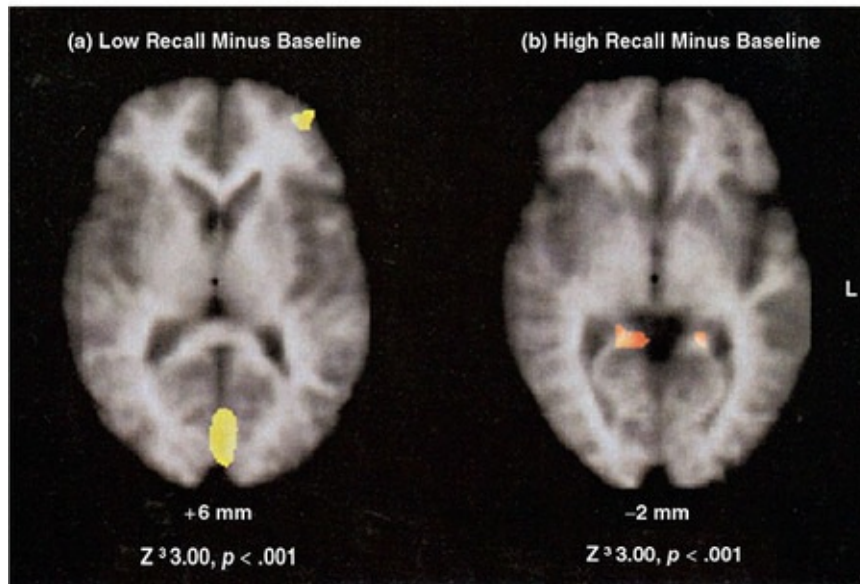 (a) Low Recall Minus Baseline
(b) High Recall Minus Baseline
L
+6 mm
–2 mm
Z ³ 3.00, p < .001
Z ³ 3.00, p < .001